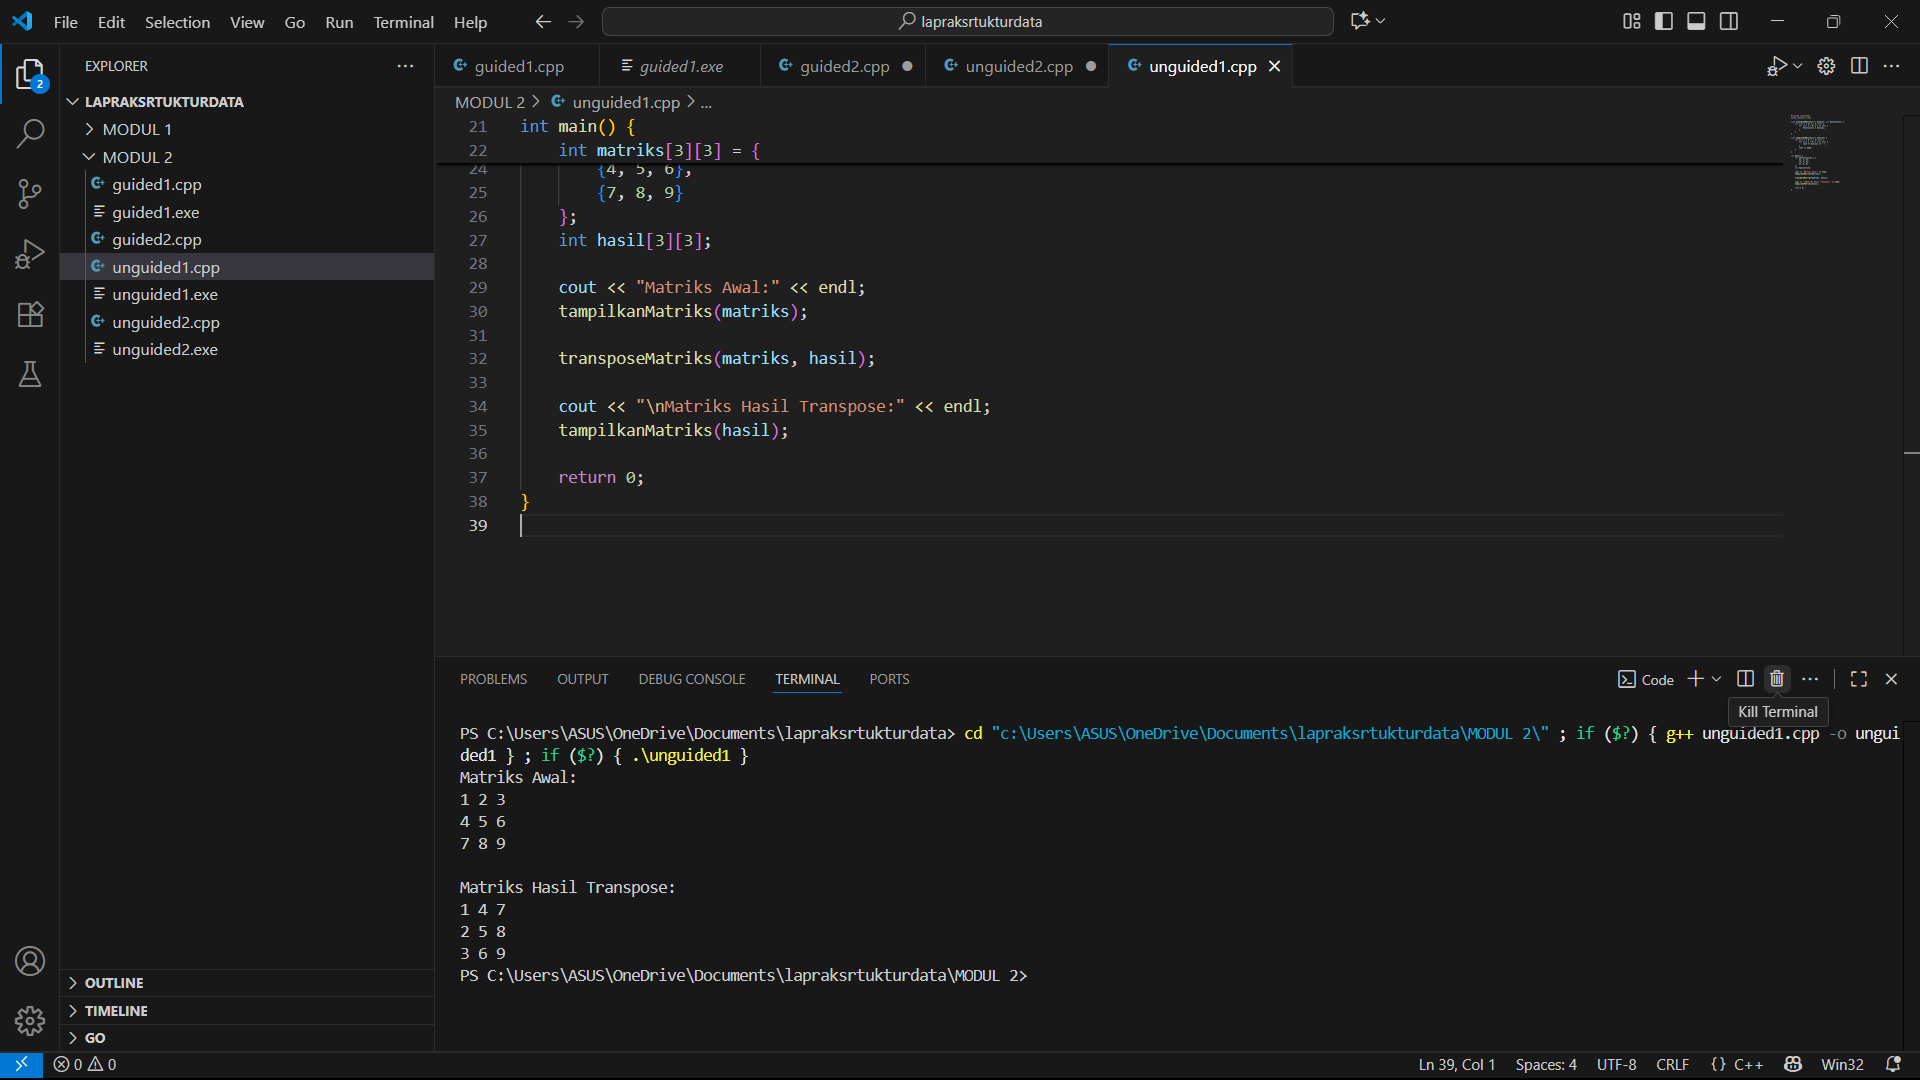 File Edit Selection View Go Run Terminal Help
lapraksrtukturdata
EXPLORER
2
LAPRAKSRTUKTURDATA
MODUL 1
MODUL 2
guided1.cpp
guided1.exe
guided2.cpp
unguided1.cpp
unguided1.exe
unguided2.cpp
unguided2.exe
OUTLINE
TIMELINE
GO
guided1.cpp guided1.exe guided2.cpp unguided2.cpp unguided1.cpp
MODUL 2 > unguided1.cpp > ...
21 int main() {
22 int matriks[3][3] = {
24 {4, 5, 6},
25 {7, 8, 9}
26 };
27 int hasil[3][3];
28
29 cout << "Matriks Awal:" << endl;
30 tampilkanMatriks(matriks);
31
32 transposeMatriks(matriks, hasil);
33
34 cout << "\nMatriks Hasil Transpose:" << endl;
35 tampilkanMatriks(hasil);
36
37 return 0;
38 }
39
PROBLEMS OUTPUT DEBUG CONSOLE TERMINAL PORTS
Code
Kill Terminal
PS C:\Users\ASUS\OneDrive\Documents\lapraksrtukturdata> cd "c:\Users\ASUS\OneDrive\Documents\lapraksrtukturdata\MODUL 2\" ; if ($?) { g++ unguided1.cpp -o ungui
ded1 } ; if ($?) { .\unguided1 }
Matriks Awal:
1 2 3
4 5 6
7 8 9
Matriks Hasil Transpose:
1 4 7
2 5 8
3 6 9
PS C:\Users\ASUS\OneDrive\Documents\lapraksrtukturdata\MODUL 2>
0 0
Ln 39, Col 1 Spaces: 4 UTF-8 CRLF {} C++ Win32